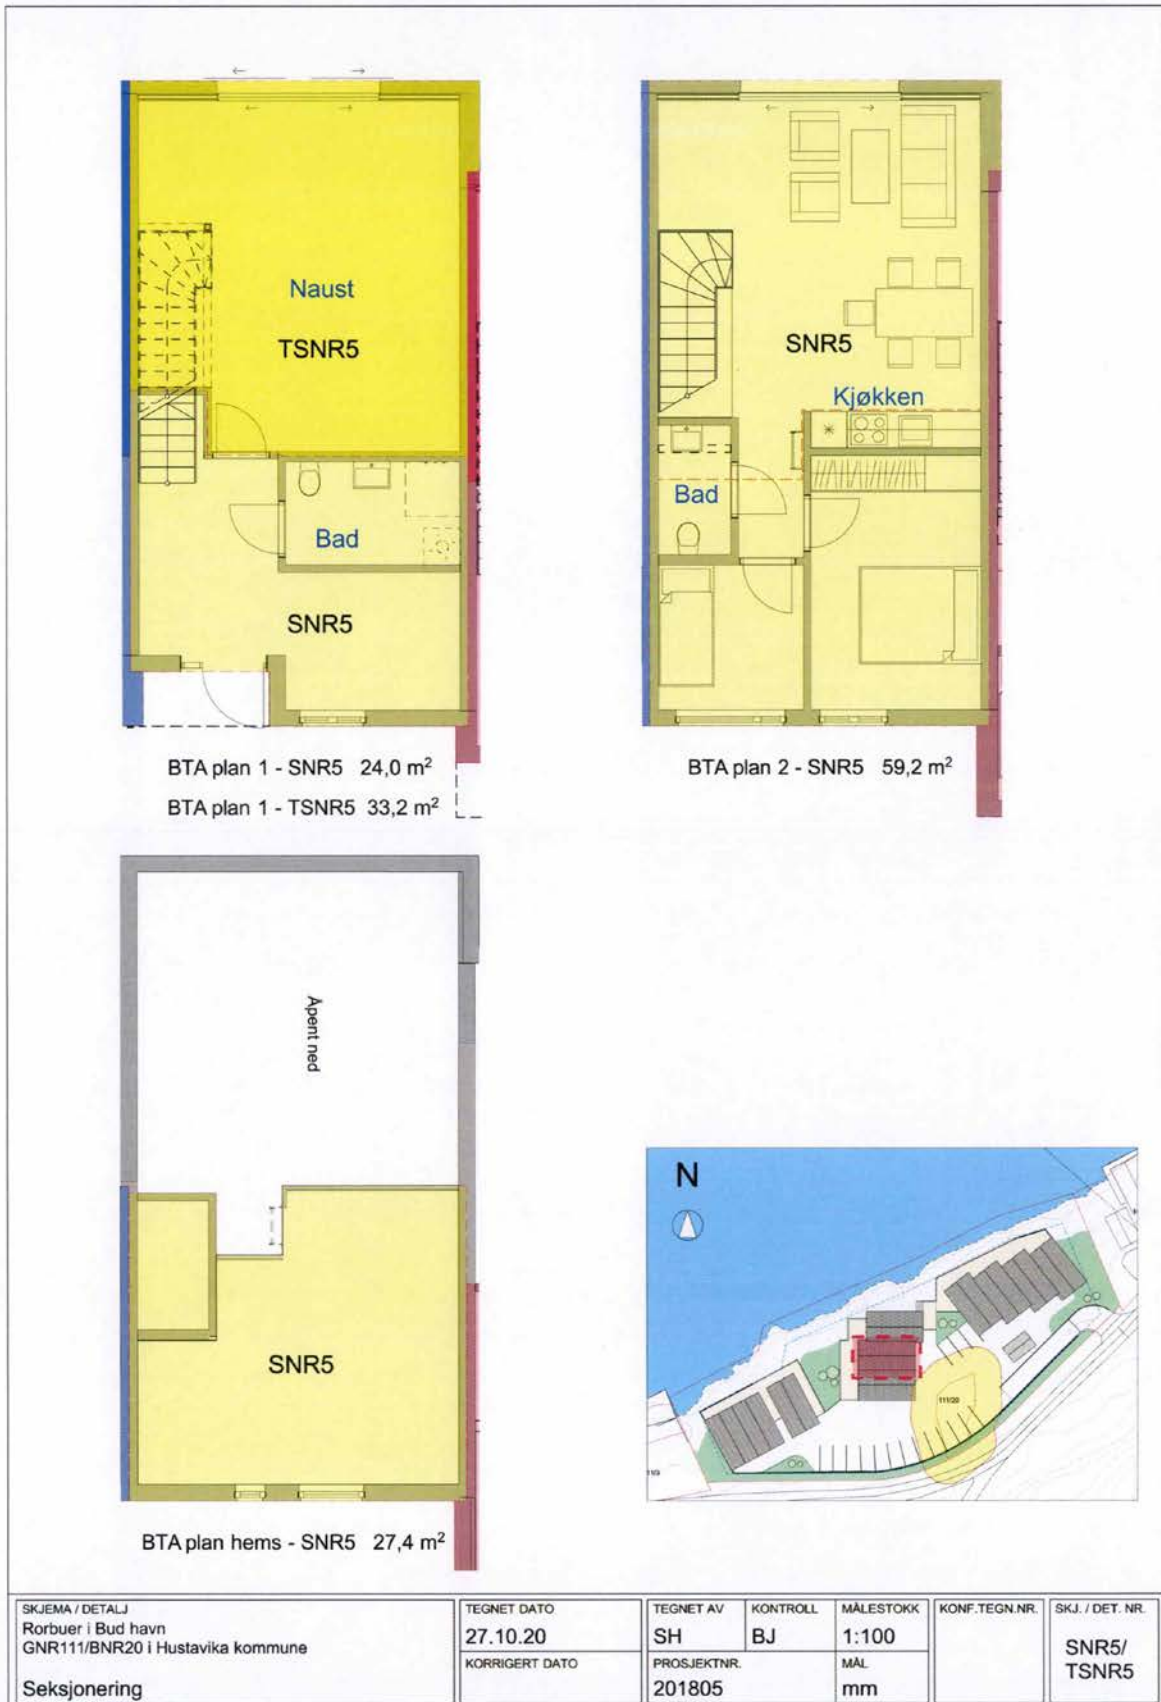 Naust
TSNR5
Bad
SNR5
BTA plan 1 - SNR5 24,0 m²
BTA plan 1 - TSNR5 33,2 m²
SNR5
Kjøkken
Bad
BTA plan 2 - SNR5 59,2 m²
Åpent ned
SNR5
BTA plan hems - SNR5 27,4 m²
N
111/20
SKJEMA / DETALJ
Rorbuer i Bud havn
GNR111/BNR20 i Hustavika kommune
Seksjonering
TEGNET DATO
27.10.20
KORRIGERT DATO
TEGNET AV
SH
KONTROLL
BJ
MÅLESTOKK
1:100
PROSJEKTNR.
201805
MÅL
mm
KONF.TEGN.NR.
SKJ. / DET. NR.
SNR5/
TSNR5